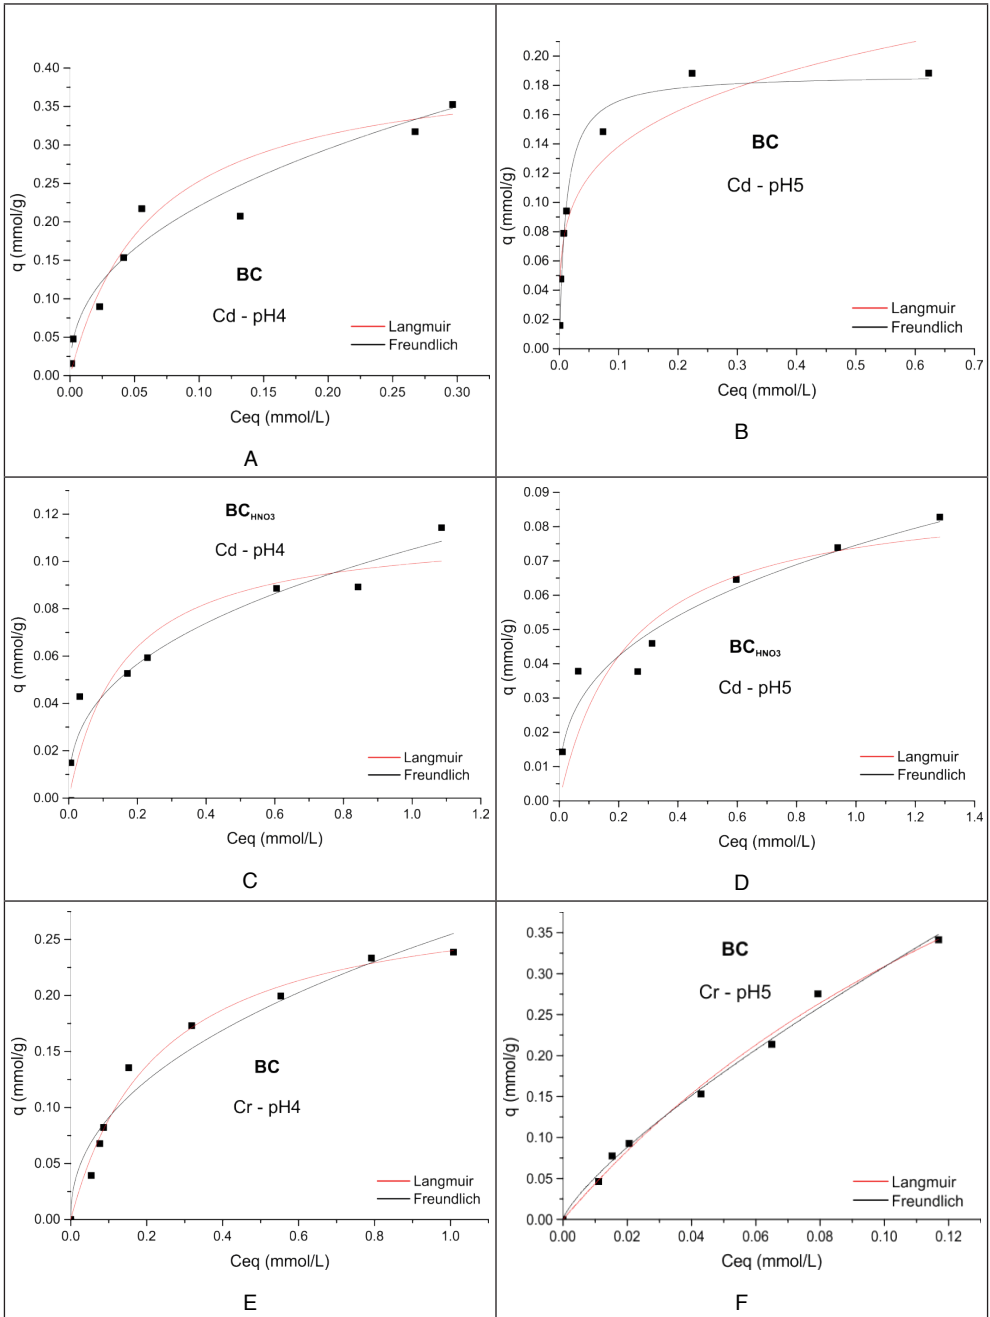 0.40
0.35
0.30
0.25
0.20
0.15
0.10
0.05
0.00
q (mmol/g)
BC
Cd - pH4
Langmuir
Freundlich
0.00 0.05 0.10 0.15 0.20 0.25 0.30
Ceq (mmol/L)
A
0.20
0.18
0.16
0.14
0.12
0.10
0.08
0.06
0.04
0.02
0.00
q (mmol/g)
BC
Cd - pH5
Langmuir
Freundlich
0.0 0.1 0.2 0.3 0.4 0.5 0.6 0.7
Ceq (mmol/L)
B
0.12
0.10
0.08
0.06
0.04
0.02
0.00
q (mmol/g)
BCHNO3
Cd - pH4
Langmuir
Freundlich
0.0 0.2 0.4 0.6 0.8 1.0 1.2
Ceq (mmol/L)
C
0.09
0.08
0.07
0.06
0.05
0.04
0.03
0.02
0.01
0.00
q (mmol/g)
BCHNO3
Cd - pH5
Langmuir
Freundlich
0.0 0.2 0.4 0.6 0.8 1.0 1.2 1.4
Ceq (mmol/L)
D
0.25
0.20
0.15
0.10
0.05
0.00
q (mmol/g)
BC
Cr - pH4
Langmuir
Freundlich
0.0 0.2 0.4 0.6 0.8 1.0
Ceq (mmol/L)
E
0.35
0.30
0.25
0.20
0.15
0.10
0.05
0.00
q (mmol/g)
BC
Cr - pH5
Langmuir
Freundlich
0.00 0.02 0.04 0.06 0.08 0.10 0.12
Ceq (mmol/L)
F